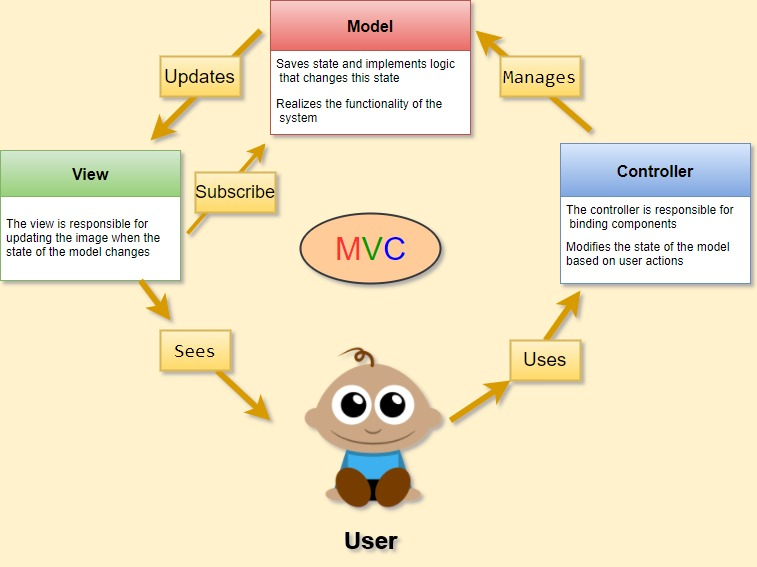 Model
Saves state and implements logic
that changes this state
Realizes the functionality of the
system
Updates
Manages
View
The view is responsible for
updating the image when the
state of the model changes
Subscribe
Controller
The controller is responsible for
binding components
Modifies the state of the model
based on user actions
MVC
Sees
Uses
User